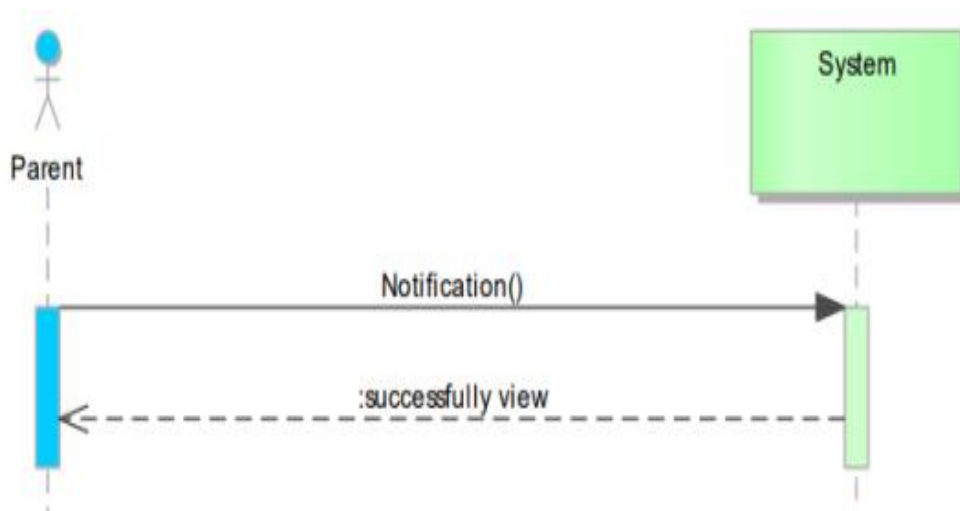 System
Parent
Notification()
:successfully view